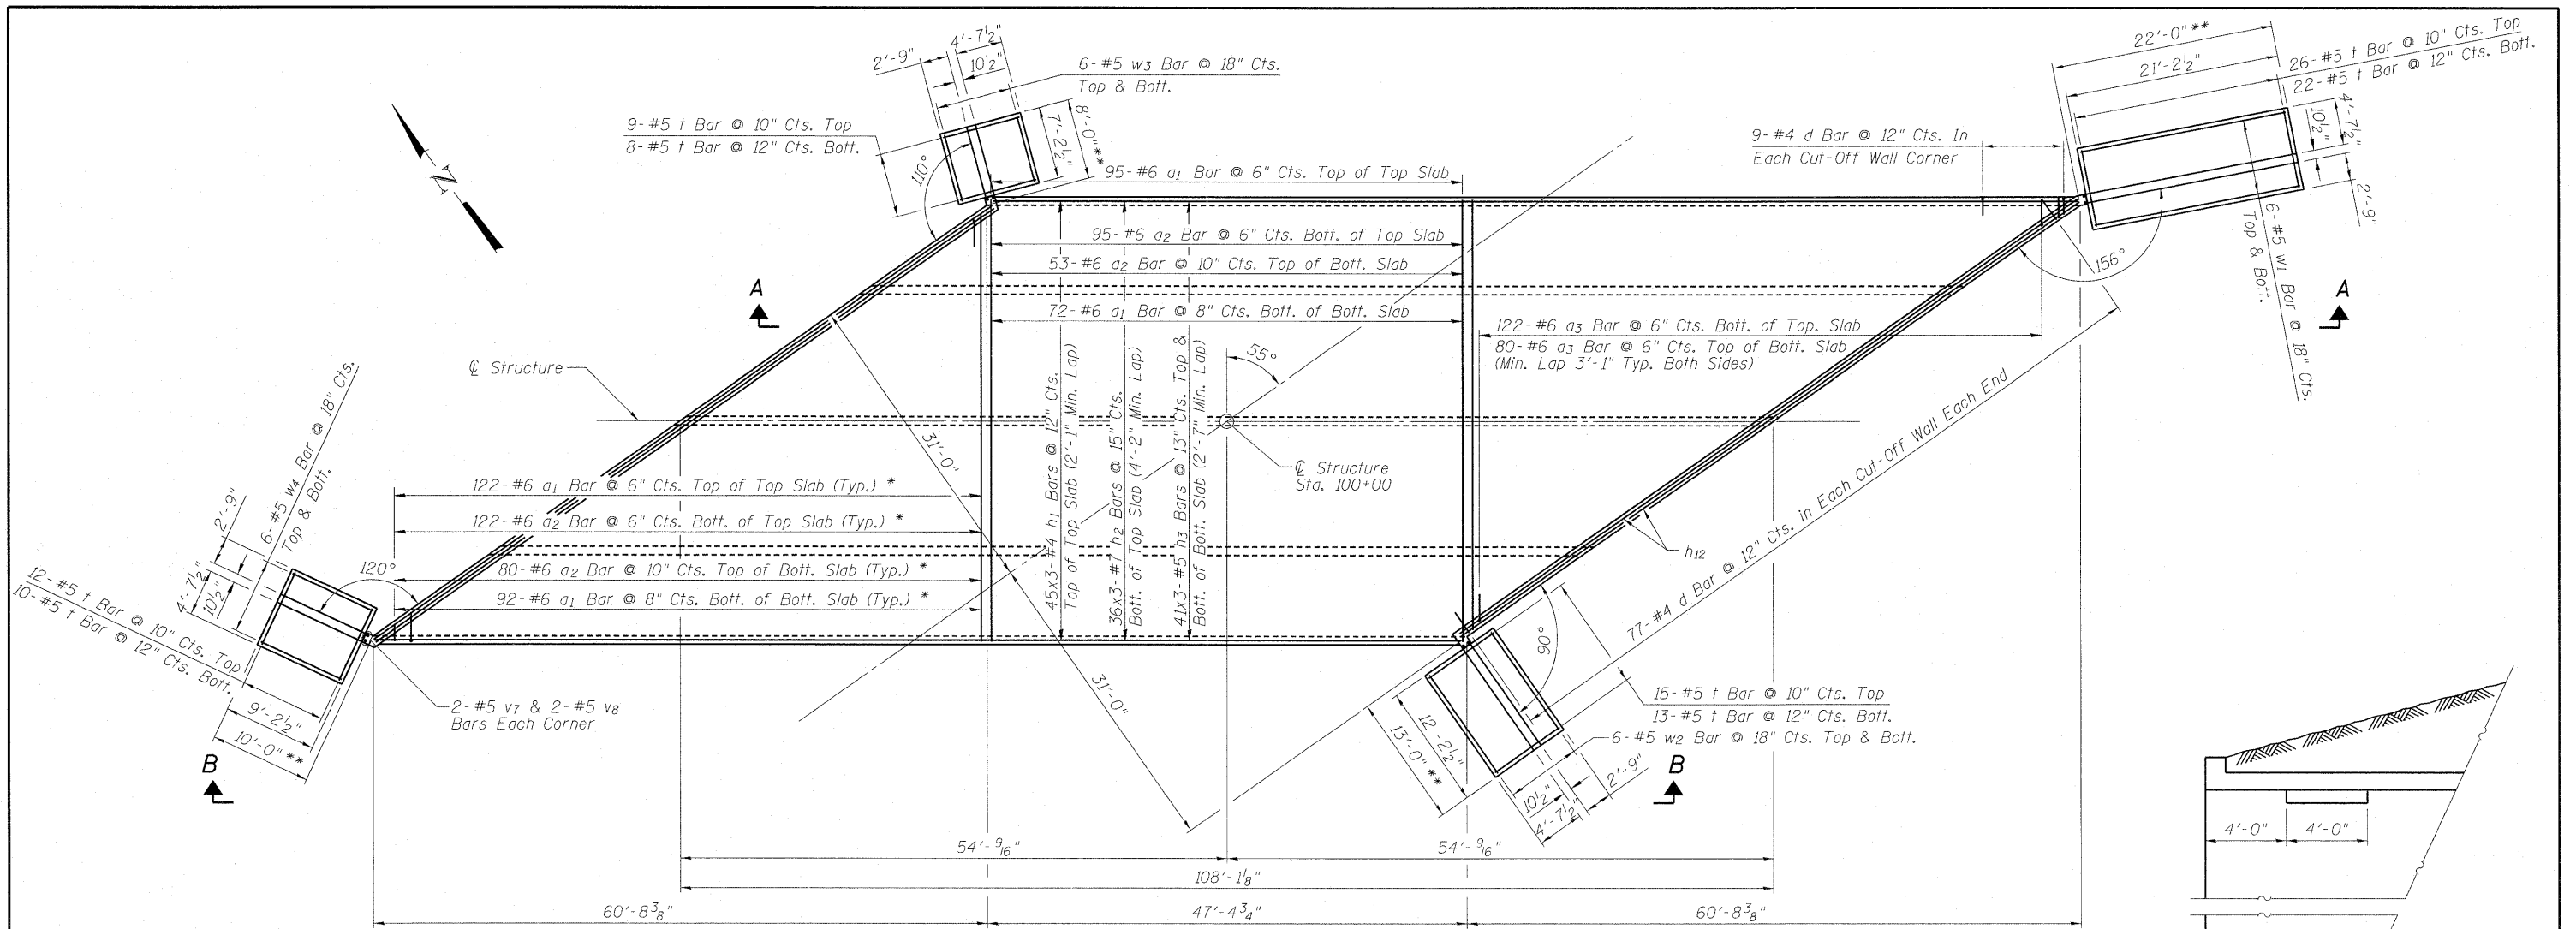 2'-9"
4'-7½"
10½"
6-#5 w3 Bar @ 18" Cts.
Top & Bott.
9-#5 t Bar @ 10" Cts. Top
8-#5 t Bar @ 12" Cts. Bott.
110°
7'-2½"
8'-0"**
22'-0"**
21'-2½"
26-#5 t Bar @ 10" Cts. Top
22-#5 t Bar @ 12" Cts. Bott.
4'-7½"
10½"
2'-9"
6-#5 w1 Bar @ 18" Cts.
Top & Bott.
9-#4 d Bar @ 12" Cts. In
Each Cut-Off Wall Corner
N
95-#6 a1 Bar @ 6" Cts. Top of Top Slab
95-#6 a2 Bar @ 6" Cts. Bott. of Top Slab
53-#6 a2 Bar @ 10" Cts. Top of Bott. Slab
72-#6 a1 Bar @ 8" Cts. Bott. of Bott. Slab
156°
A
A
122-#6 a3 Bar @ 6" Cts. Bott. of Top. Slab
80-#6 a3 Bar @ 6" Cts. Top of Bott. Slab
(Min. Lap 3'-1" Typ. Both Sides)
55°
℄ Structure
℄ Structure
Sta. 100+00
31'-0"
31'-0"
45x3-#4 h1 Bars @ 12" Cts.
Top of Top Slab (2'-1" Min. Lap)
36x3-#7 h2 Bars @ 15" Cts.
Bott. of Top Slab (4'-2" Min. Lap)
41x3-#5 h3 Bars @ 13" Cts. Top &
Bott. of Bott. Slab (2'-7" Min. Lap)
122-#6 a1 Bar @ 6" Cts. Top of Top Slab (Typ.) *
122-#6 a2 Bar @ 6" Cts. Bott. of Top Slab (Typ.) *
80-#6 a2 Bar @ 10" Cts. Top of Bott. Slab (Typ.) *
92-#6 a1 Bar @ 8" Cts. Bott. of Bott. Slab (Typ.) *
6-#5 w4 Bar @ 18" Cts.
Top & Bott.
2'-9"
4'-7½"
10½"
120°
12-#5 t Bar @ 10" Cts. Top
10-#5 t Bar @ 12" Cts. Bott.
9'-2½"
10'-0"**
2-#5 v7 & 2-#5 v8
Bars Each Corner
h12
77-#4 d Bar @ 12" Cts. in Each Cut-Off Wall Each End
90°
15-#5 t Bar @ 10" Cts. Top
13-#5 t Bar @ 12" Cts. Bott.
6-#5 w2 Bar @ 18" Cts. Top & Bott.
12'-2½"
13'-0"**
10½"
4'-7½"
2'-9"
B
B
54'-9⁄16"
54'-9⁄16"
108'-1⅛"
60'-8⅜"
47'-4¾"
60'-8⅜"
4'-0"
4'-0"